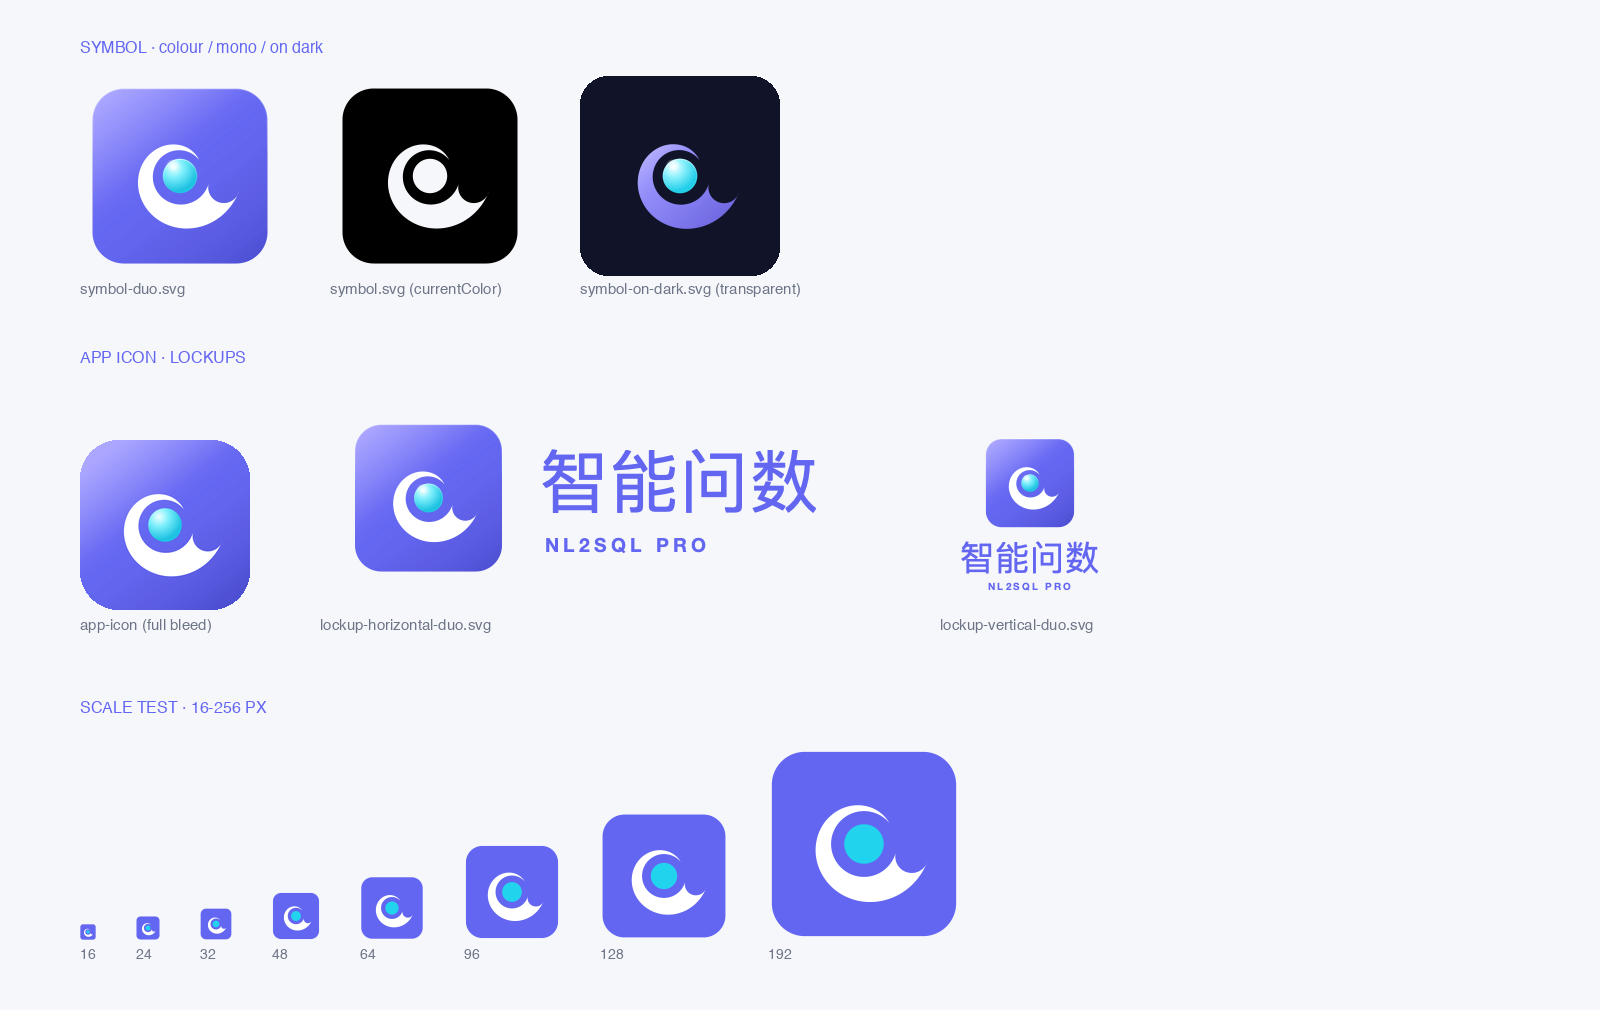 SYMBOL · colour / mono / on dark
symbol-duo.svg
symbol.svg (currentColor)
symbol-on-dark.svg (transparent)
APP ICON · LOCKUPS
智能问数
NL2SQL PRO
智能问数
NL2SQL PRO
app-icon (full bleed)
lockup-horizontal-duo.svg
lockup-vertical-duo.svg
SCALE TEST · 16-256 PX
16
24
32
48
64
96
128
192